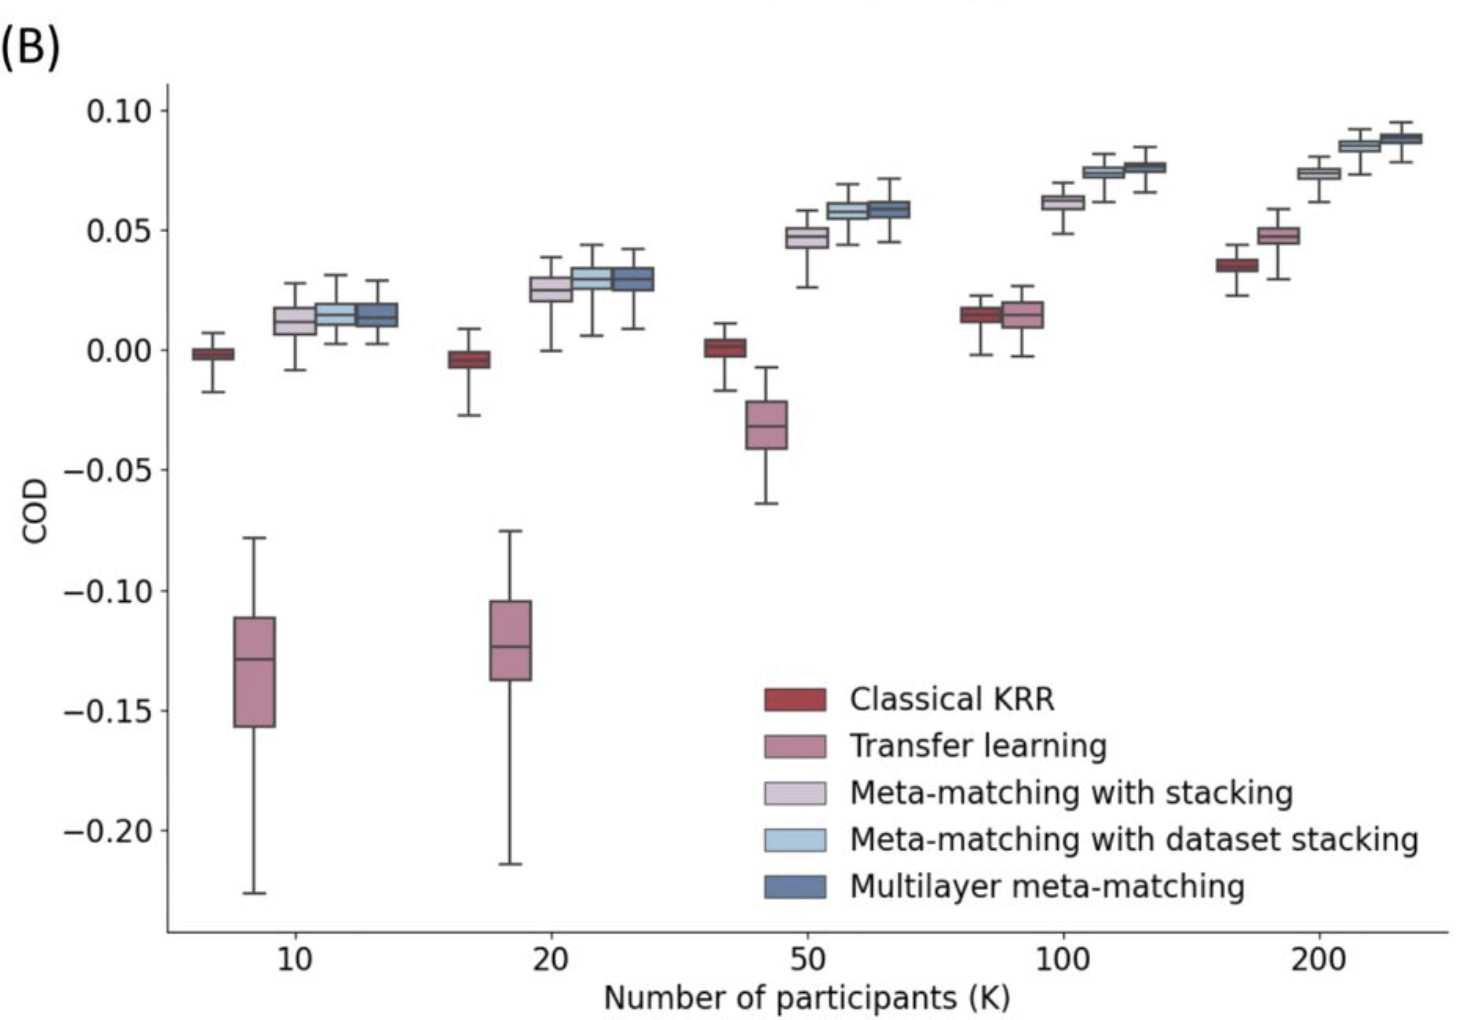 (B)
0.10
0.05
0.00
−0.05
−0.10
−0.15
−0.20
COD
Classical KRR
Transfer learning
Meta-matching with stacking
Meta-matching with dataset stacking
Multilayer meta-matching
10 20 50 100 200
Number of participants (K)